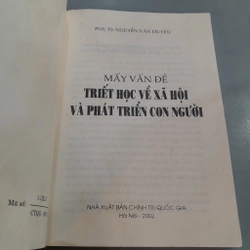 PGS, TS NGUYỄN VĂN HUYÊN
MẤY VẤN ĐỀ
TRIẾT HỌC VỀ XÃ HỘI
VÀ PHÁT TRIỂN CON NGƯỜI
Mã số:
NHÀ XUẤT BẢN CHÍNH TRỊ QUỐC GIA
Hà Nội - 2002